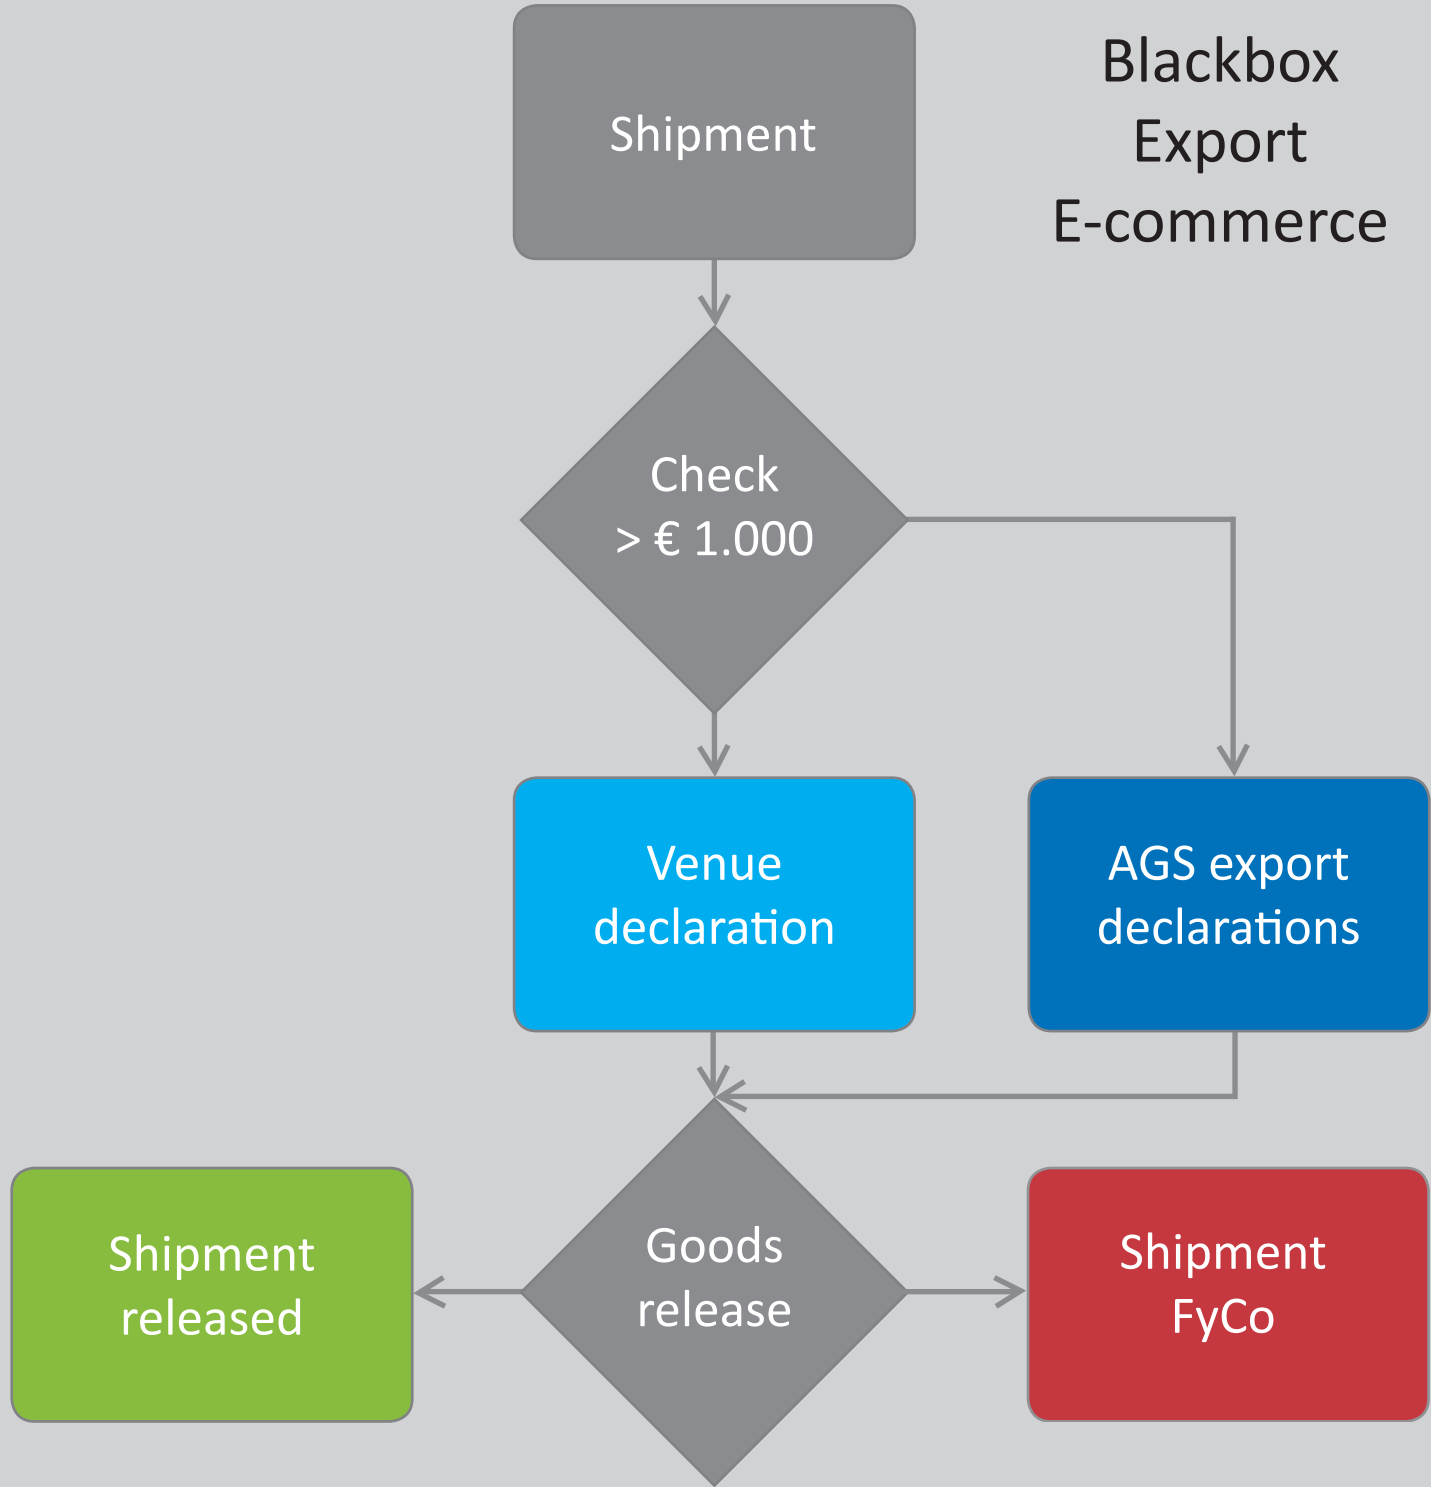 Blackbox
Export
E-commerce
Shipment
Check
> € 1.000
Venue
declaration
AGS export
declarations
Goods
release
Shipment
released
Shipment
FyCo